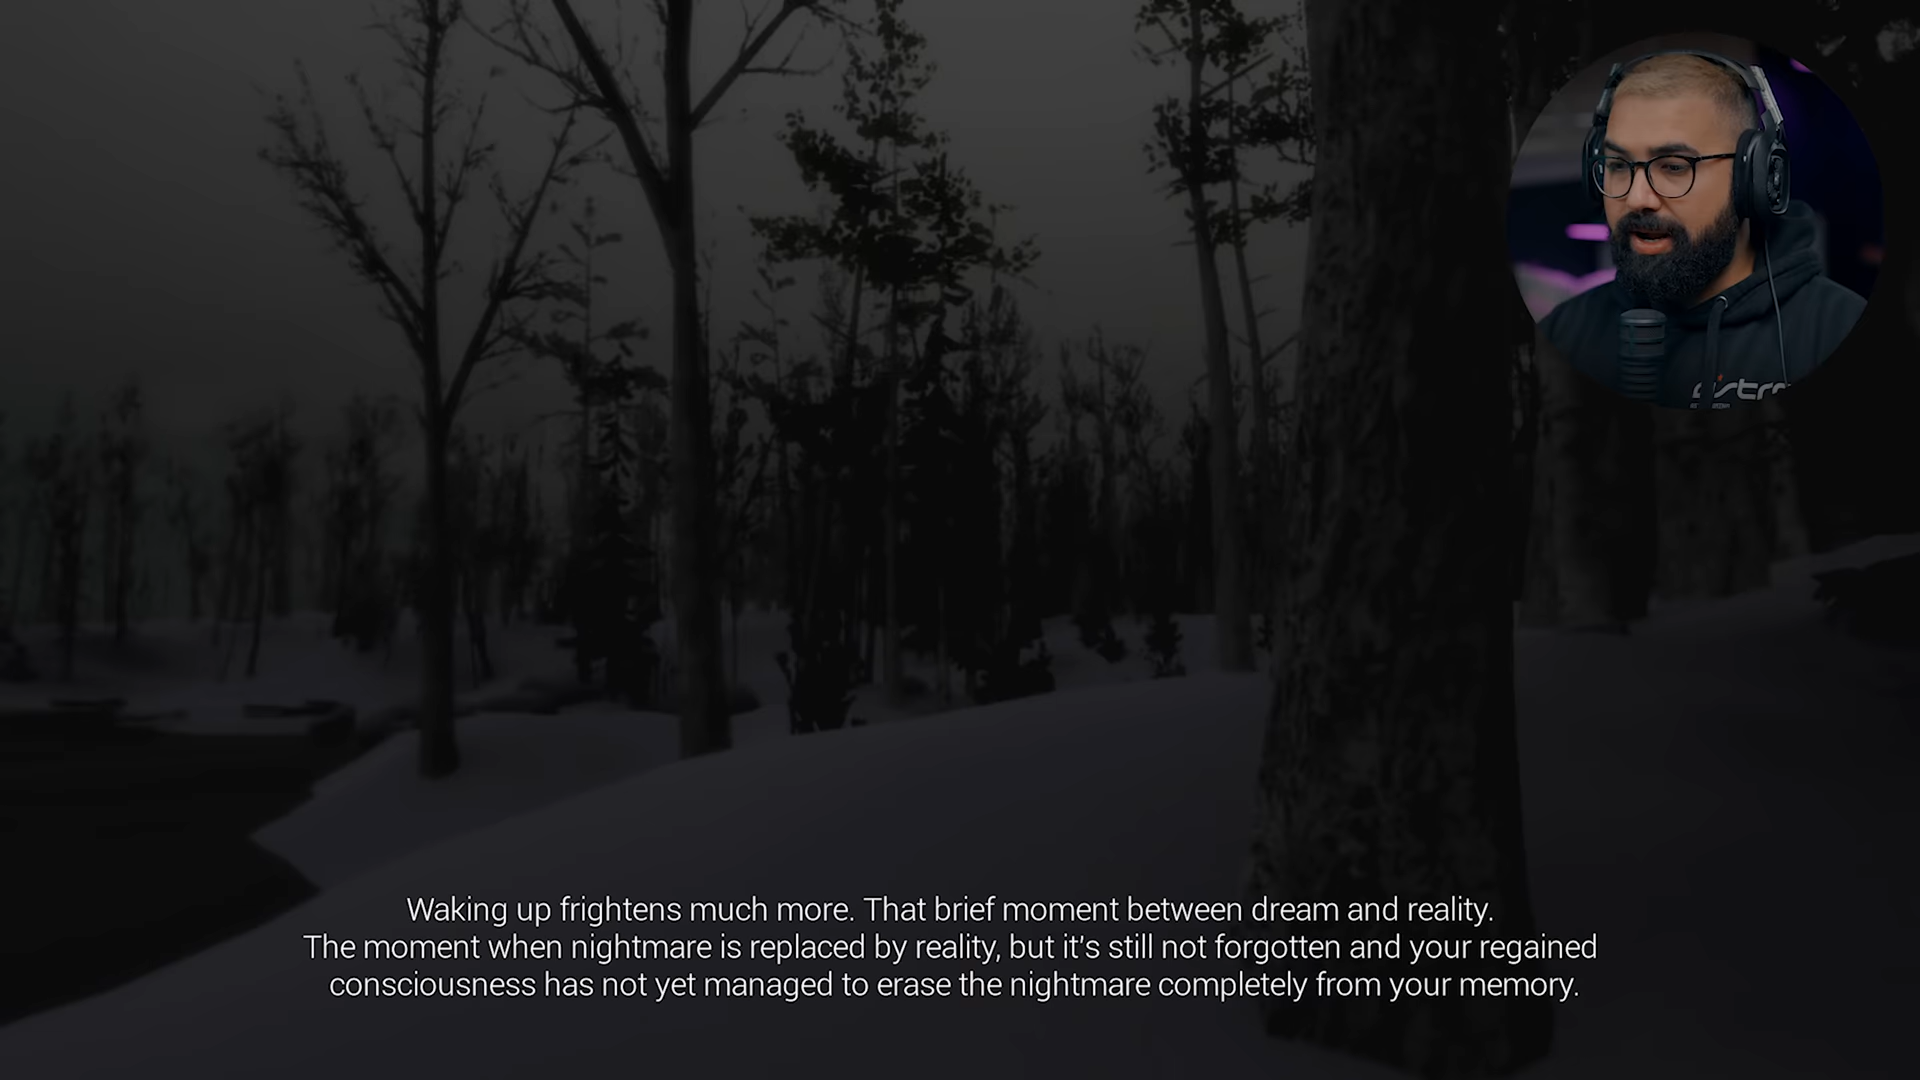 Waking up frightens much more. That brief moment between dream and reality.
The moment when nightmare is replaced by reality, but it's still not forgotten and your regained
consciousness has not yet managed to erase the nightmare completely from your memory.